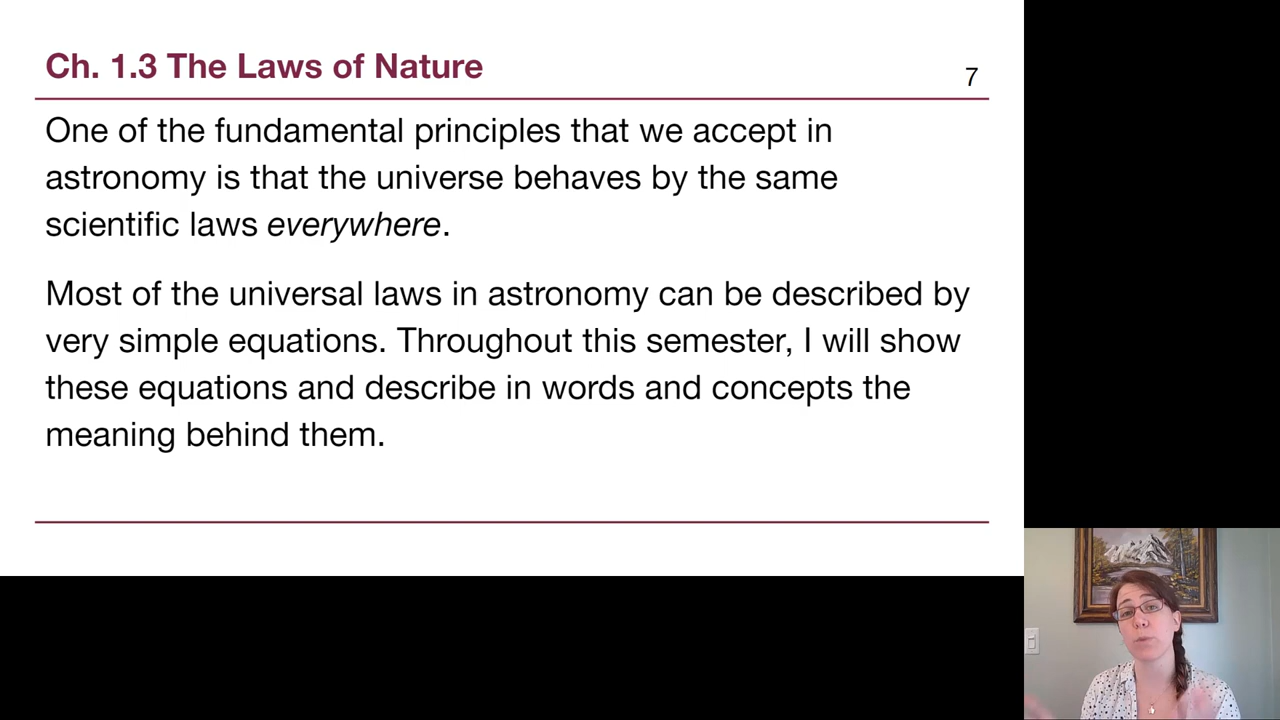 Ch. 1.3 The Laws of Nature
7
One of the fundamental principles that we accept in
astronomy is that the universe behaves by the same
scientific laws everywhere.
Most of the universal laws in astronomy can be described by
very simple equations. Throughout this semester, I will show
these equations and describe in words and concepts the
meaning behind them.